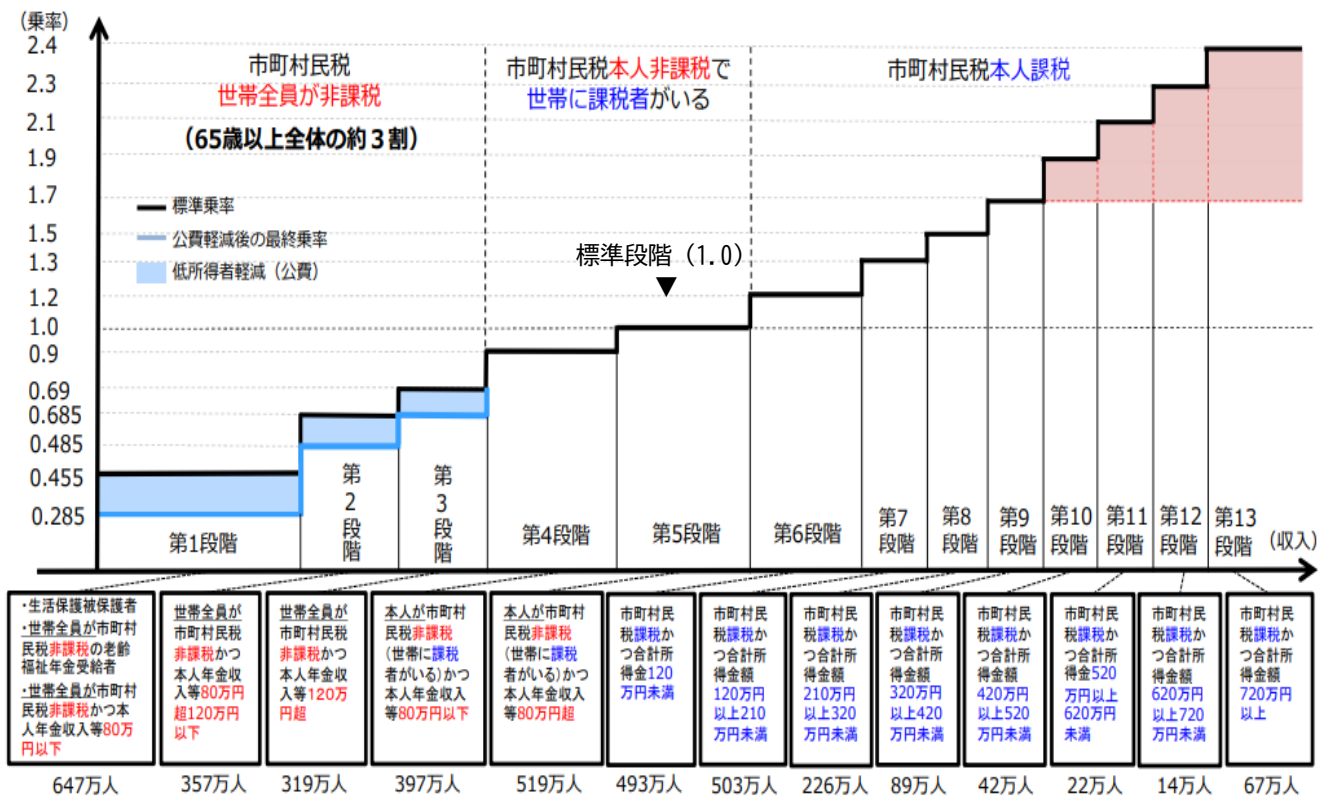 (乗率)
2.4
2.3
2.1
1.9
1.7
1.5
1.3
1.2
1.0
0.9
0.69
0.685
0.485
0.455
0.285
市町村民税
世帯全員が非課税
(65歳以上全体の約3割)
市町村民税本人非課税で
世帯に課税者がいる
市町村民税本人誤税
標準乗率
公費軽減後の最終乗率
低所得者軽減(公費)
標準段階(1.0)
▼
第1段階
第
2
段
階
第
3
段
階
第4段階
第5段階
第6段階
第7
段階
第8
段階
第9
段階
第10
段階
第11
段階
第12
段階
第13
段階
(収入)
・生活保護被保護者
・世帯全員が市町村
民税非課税の老齢
福祉年金受給者
・世帯全員が市町村
民税非課税かつ本
人年金収入等80万
円以下
世帯全員が
市町村民税
非課税かつ
本人年金収
入等80万円
超120万円
以下
世帯全員が
市町村民税
非課税かつ
本人年金収
入等120万
円超
本人が市町村
民税非課税
(世帯に課税
者がいる)かつ
本人年金収入
等80万円以下
本人が市町村
民税非課税
(世帯に課税
者がいる)かつ
本人年金収入
等80万円超
市町村民
税課税か
つ合計所
得金額120
万円未満
市町村民
税課税か
つ合計所
得金額
120万円
以上210
万円未満
市町村民
税課税か
つ合計所
得金額
210万円
以上320
万円未満
市町村民
税課税か
つ合計所
得金額
320万円
以上420
万円未満
市町村民
税課税か
つ合計所
得金額
420万円
以上520
万円未満
市町村民
税課税か
つ合計所
得金額520
万円以上
620万円
未満
市町村民
税課税か
つ合計所
得金額
620万円
以上720
万円未満
市町村民
税課税か
つ合計所
得金額
720万円
以上
647万人
357万人
319万人
397万人
519万人
493万人
503万人
226万人
89万人
42万人
22万人
14万人
67万人